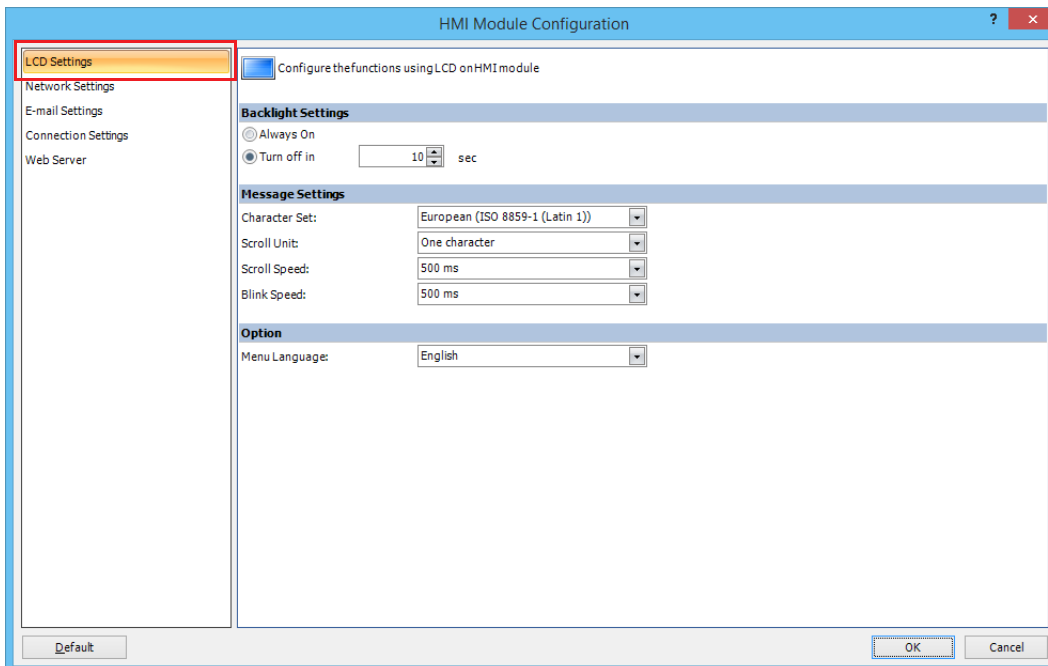 HMI Module Configuration
? ×
LCD Settings
Network Settings
E-mail Settings
Connection Settings
Web Server
Configure thefunctions using LCD on HMI module
Backlight Settings
Always On
Turn off in 10 sec
Message Settings
Character Set: European (ISO 8859-1 (Latin 1))
Scroll Unit: One character
Scroll Speed: 500 ms
Blink Speed: 500 ms
Option
Menu Language: English
Default OK Cancel